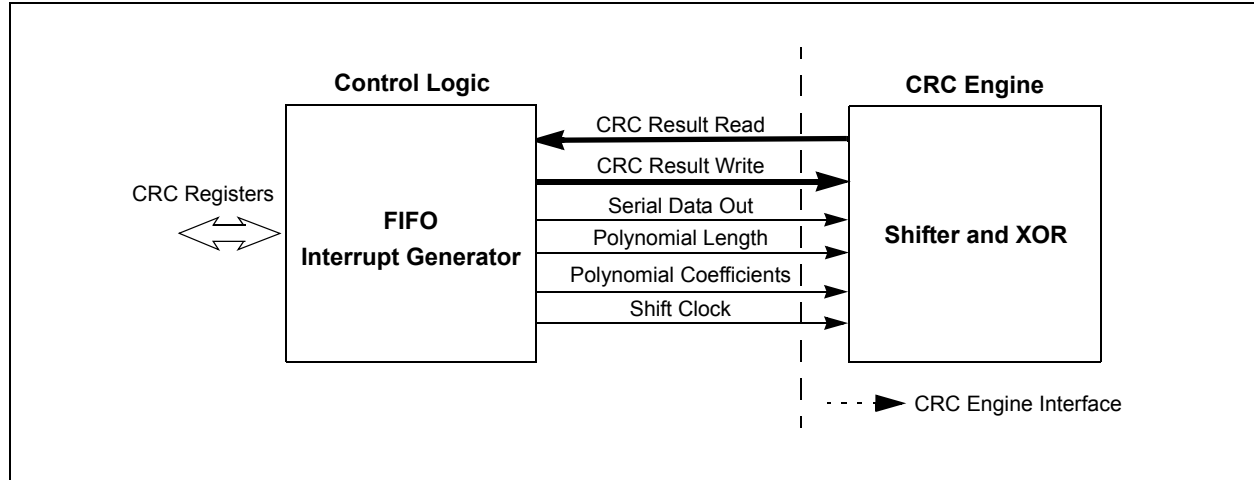 Control Logic
CRC Engine
CRC Result Read
CRC Result Write
CRC Registers
Serial Data Out
FIFO
Interrupt Generator
Polynomial Length
Shifter and XOR
Polynomial Coefficients
Shift Clock
CRC Engine Interface